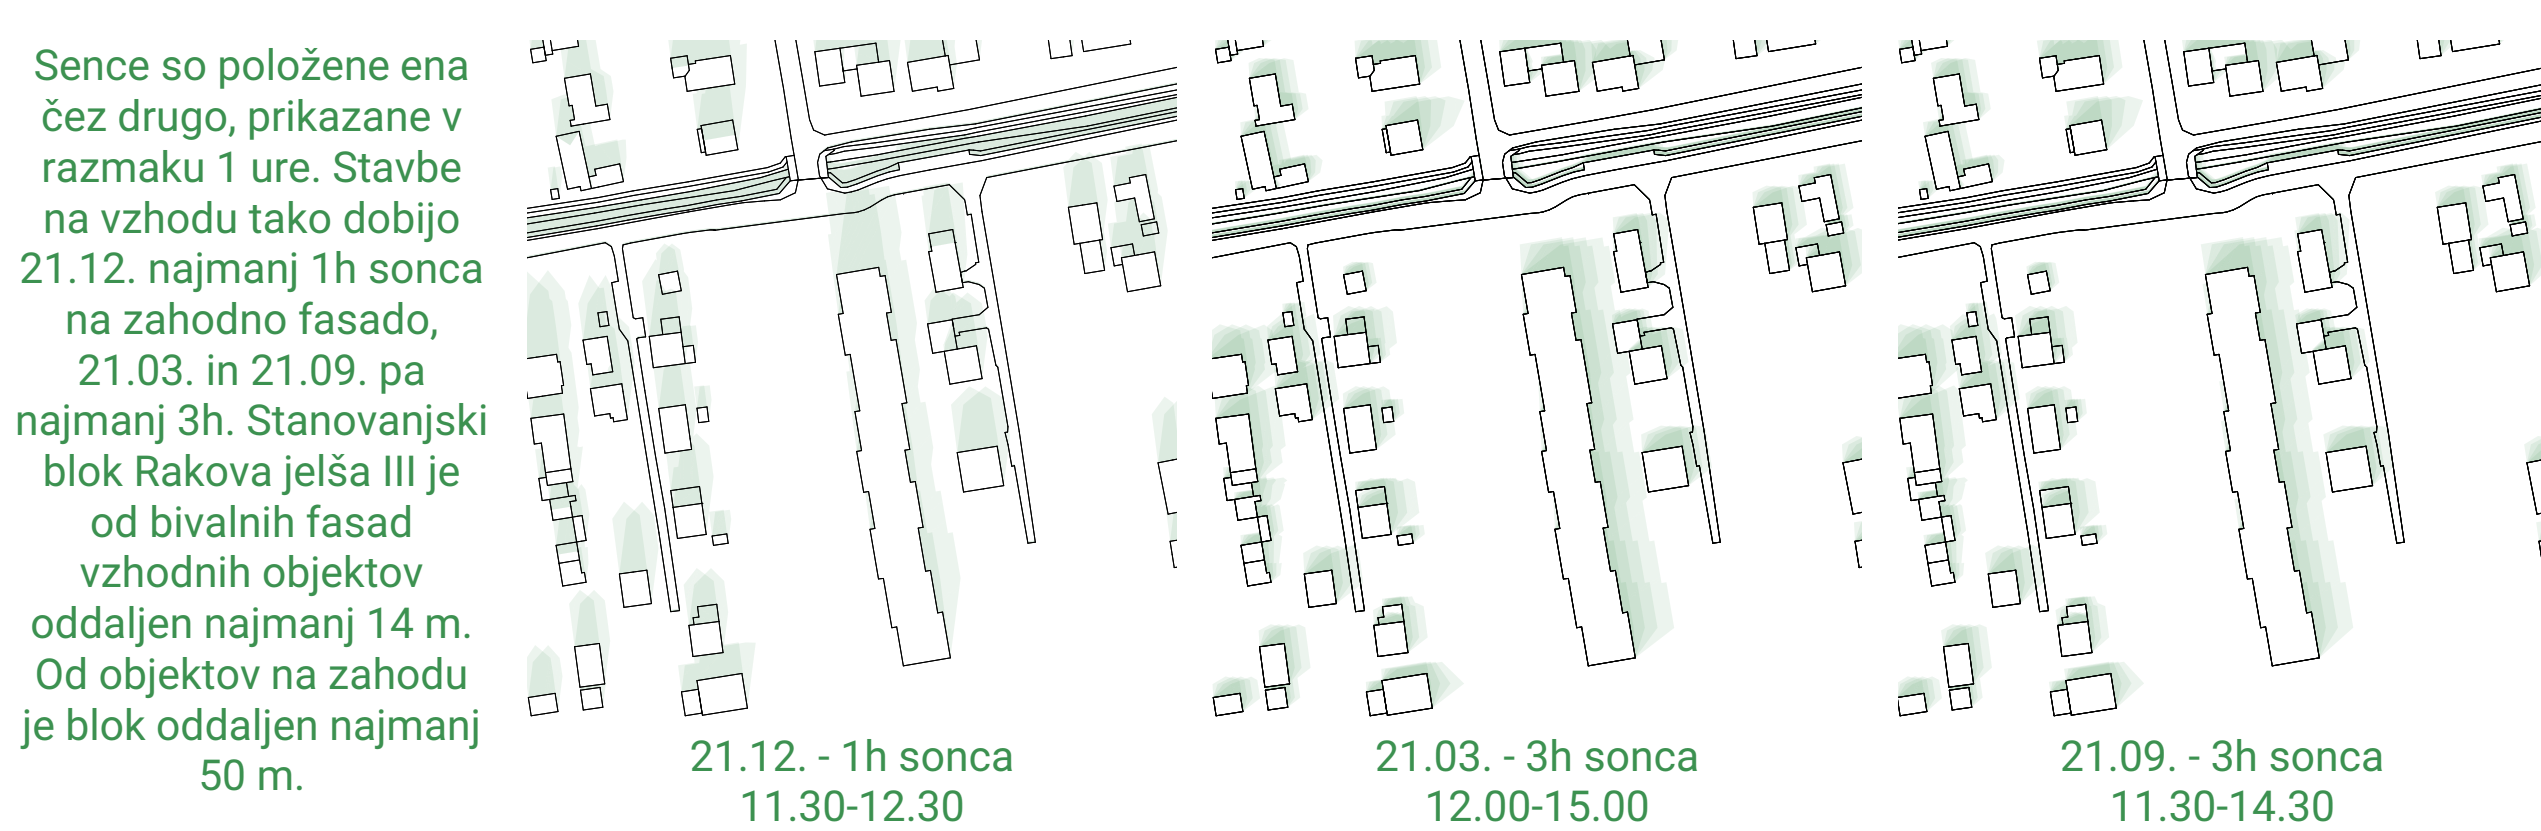 Sence so položene ena
čez drugo, prikazane v
razmaku 1 ure. Stavbe
na vzhodu tako dobijo
21.12. najmanj 1h sonca
na zahodno fasado,
21.03. in 21.09. pa
najmanj 3h. Stanovanjski
blok Rakova jelša III je
od bivalnih fasad
vzhodnih objektov
oddaljen najmanj 14 m.
Od objektov na zahodu
je blok oddaljen najmanj
50 m.
21.12. - 1h sonca
11.30-12.30
21.03. - 3h sonca
12.00-15.00
21.09. - 3h sonca
11.30-14.30